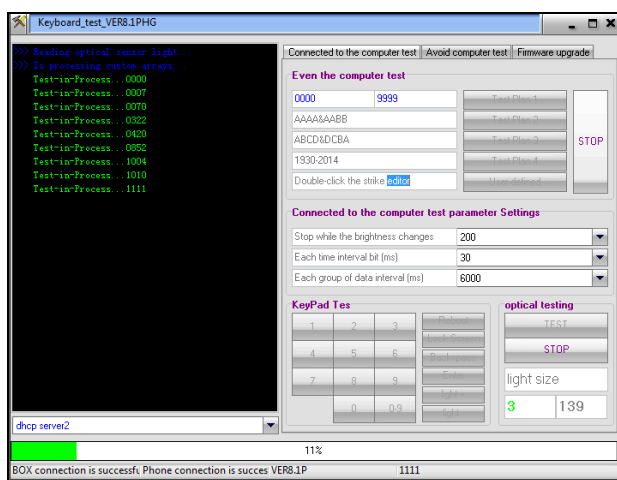 Keyboard_test_VER8.1PHG
>>> Reading optical sensor light...
>>> In processing custom arrays...
Test-in-Process...0000
Test-in-Process...0007
Test-in-Process...0070
Test-in-Process...0322
Test-in-Process...0420
Test-in-Process...0852
Test-in-Process...1004
Test-in-Process...1010
Test-in-Process...1111
dhcp server2
Connected to the computer test Avoid computer test Firmware upgrade
Even the computer test
0000 9999 Test Plan 1
AAAA&AABB Test Plan 2
ABCD&DCBA Test Plan 3
1930-2014 Test Plan 4
Double-click the strike editor User defined
STOP
Connected to the computer test parameter Settings
Stop while the brightness changes 200
Each time interval bit (ms) 30
Each group of data interval (ms) 6000
KeyPad Tes
1 2 3 Reboot
Lock Screen
4 5 6 Backspace
7 8 9 Enter
light +
0 0-9 light -
optical testing
TEST
STOP
light size
3 139
11%
BOX connection is successfu Phone connection is succes VER8.1P 1111